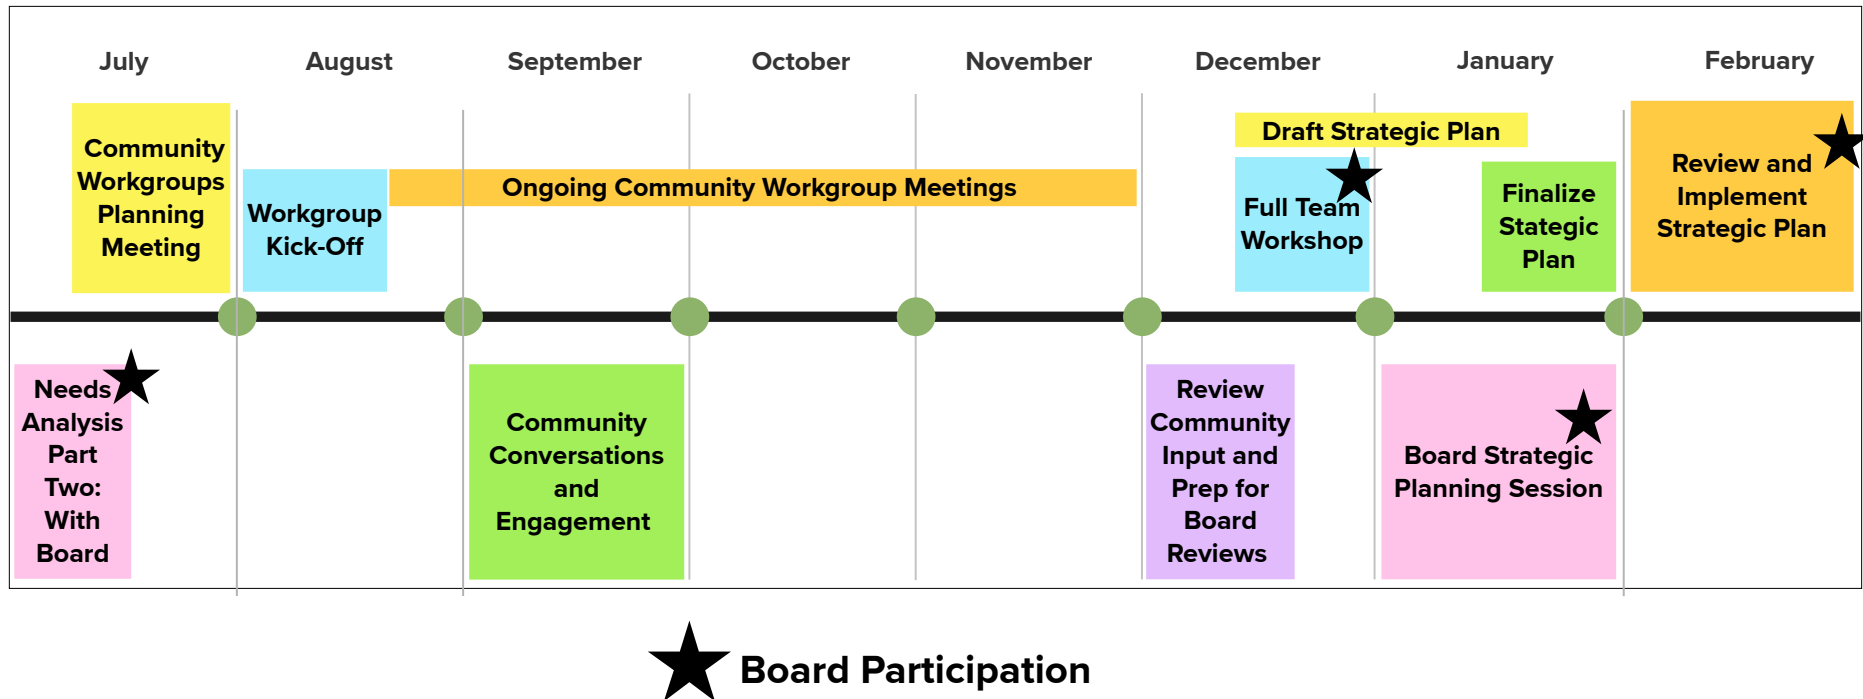 July
August
September
October
November
December
January
February
Community
Workgroups
Planning
Meeting
Workgroup
Kick-Off
Ongoing Community Workgroup Meetings
Draft Strategic Plan
Full Team
Workshop
Finalize
Stategic
Plan
Review and
Implement
Strategic Plan
Needs
Analysis
Part
Two:
With
Board
Community
Conversations
and
Engagement
Review
Community
Input and
Prep for
Board
Reviews
Board Strategic
Planning Session
Board Participation